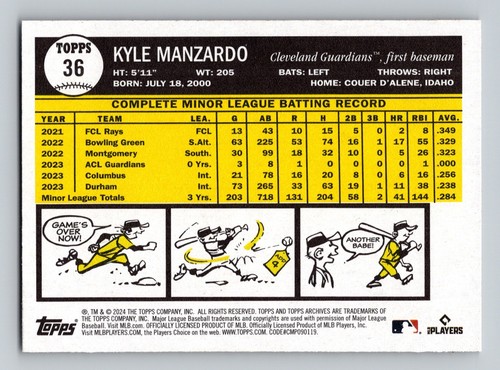 TOPPS
36
KYLE MANZARDO
Cleveland Guardians™, first baseman
HT: 5'11" WT: 205 BATS: LEFT THROWS: RIGHT
BORN: JULY 18, 2000 HOME: COUER D'ALENE, IDAHO
COMPLETE MINOR LEAGUE BATTING RECORD
YEAR TEAM LEA. G AB R H 2B 3B HR RBI AVG.
2021 FCL Rays FCL 13 43 10 15 5 0 2 8 .349
2022 Bowling Green S.Alt. 63 225 53 74 16 1 17 55 .329
2022 Montgomery South. 30 99 18 32 10 0 5 26 .323
2023 ACL Guardians 0 Yrs. 3 8 1 8 0 0 0 0 1.000
2023 Columbus Int. 21 78 16 20 8 0 6 16 .256
2023 Durham Int. 73 265 33 63 19 1 11 38 .238
Minor League Totals 3 Yrs. 203 718 131 204 58 2 41 144 .284
GAME'S
OVER
NOW!
APR
4
ANOTHER
BABE!
®, TM & © 2024 THE TOPPS COMPANY, INC. ALL RIGHTS RESERVED. TOPPS AND TOPPS ARCHIVES ARE TRADEMARKS OF
THE TOPPS COMPANY, INC. Major League Baseball trademarks and copyrights are used with permission of Major League
Baseball. Visit MLB.com. OFFICIALLY LICENSED PRODUCT OF MLB Players, Inc. Officially Licensed Product of MLB Players, Inc.
Visit MLBPLAYERS.com, the Players Choice on the web. WWW.TOPPS.COM. CODE#CMP090119.
Topps
MLB
PLAYERS